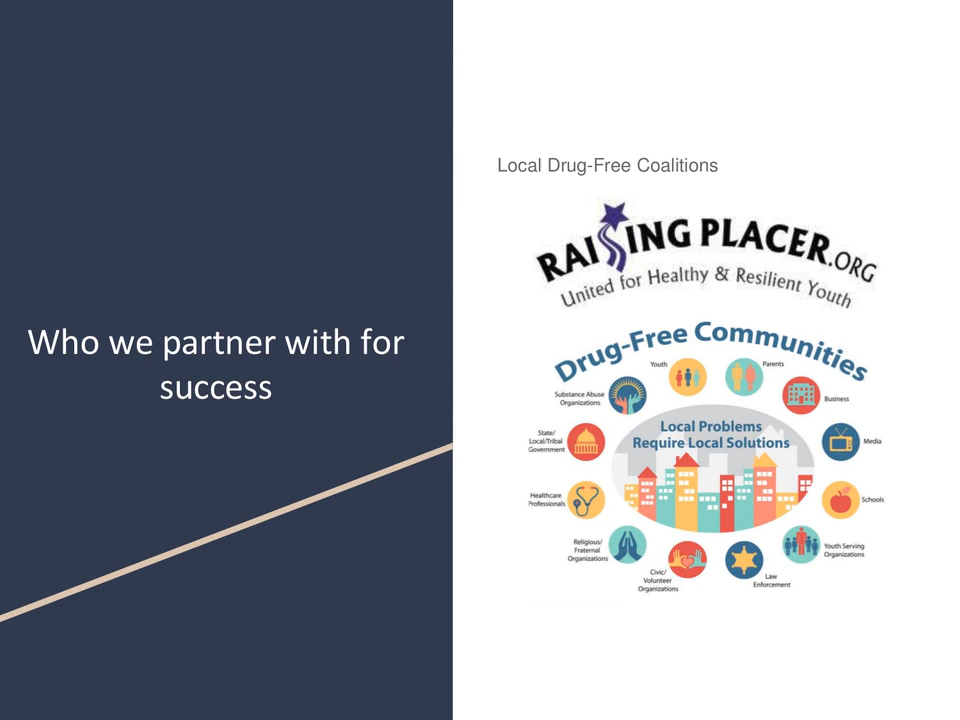 Who we partner with for
success
Local Drug-Free Coalitions
RAISING PLACER.ORG
United for Healthy & Resilient Youth
Drug-Free Communities
Youth
Parents
Substance Abuse
Organizations
Business
State/
Local/Tribal
Government
Local Problems
Require Local Solutions
Media
Healthcare
Professionals
Schools
Religious/
Fraternal
Organizations
Youth Serving
Organizations
Civic/
Volunteer
Organizations
Law
Enforcement